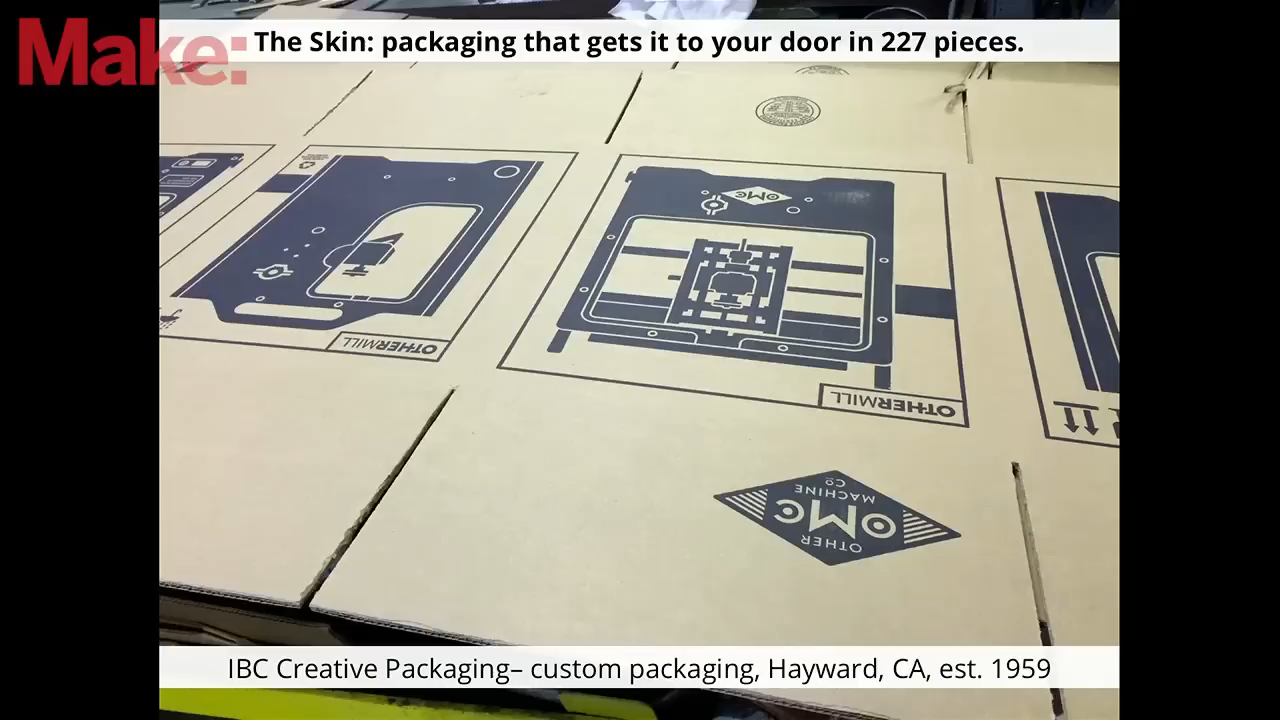 Make:
The Skin: packaging that gets it to your door in 227 pieces.
OMC
OTHERMILL
OTHERMILL
OTHER
OMC
MACHINE
CO
IBC Creative Packaging– custom packaging, Hayward, CA, est. 1959